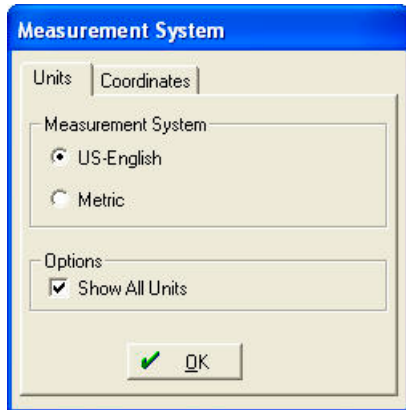 Measurement System
Units Coordinates
Measurement System
US-English
Metric
Options
Show All Units
OK